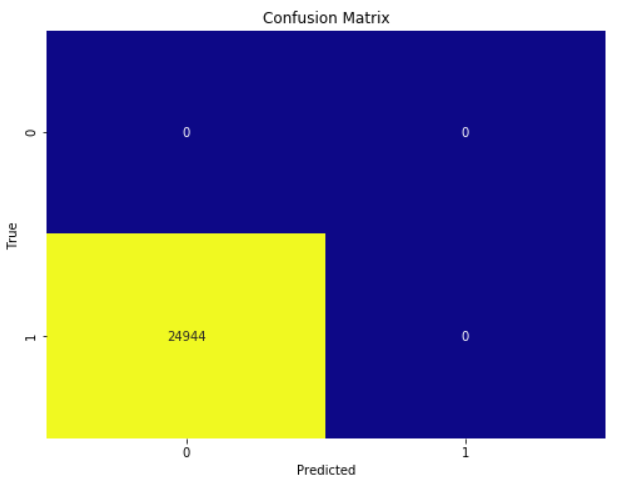 Confusion Matrix
0
0 0
True
1
24944 0
0 1
Predicted